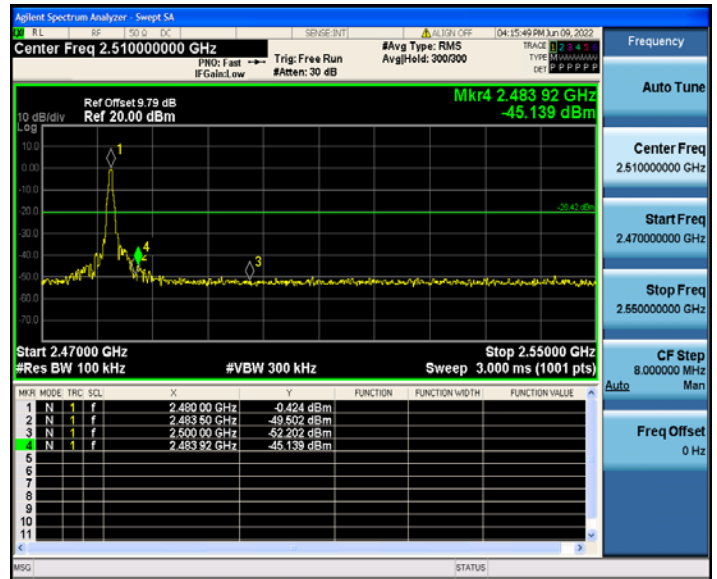 Agilent Spectrum Analyzer - Swept SA
RL RF 50 Ω DC SENSE:INT ALIGN OFF 04:15:49 PM Jun 09, 2022
Center Freq 2.510000000 GHz
PNO: Fast Trig: Free Run
IFGain:Low #Atten: 30 dB
#Avg Type: RMS
Avg|Hold: 300/300
TRACE 1 2 3 4 5 6
TYPE MWWWWW
DET P P P P P P
Frequency
Mkr4 2.483 92 GHz
-45.139 dBm
Ref Offset 9.79 dB
10 dB/div Ref 20.00 dBm
Log
10.0
0.00
-10.0
-20.0
-30.0
-40.0
-50.0
-60.0
-70.0
1
4
3
-20.42 dBm
Start 2.47000 GHz Stop 2.55000 GHz
#Res BW 100 kHz #VBW 300 kHz Sweep 3.000 ms (1001 pts)
MKR MODE TRC SCL X Y FUNCTION FUNCTION WIDTH FUNCTION VALUE
1 N 1 f 2.480 00 GHz -0.424 dBm
2 N 1 f 2.483 50 GHz -49.502 dBm
3 N 1 f 2.500 00 GHz -52.202 dBm
4 N 1 f 2.483 92 GHz -45.139 dBm
5
6
7
8
9
10
11
MSG STATUS
Auto Tune
Center Freq
2.510000000 GHz
Start Freq
2.470000000 GHz
Stop Freq
2.550000000 GHz
CF Step
8.000000 MHz
Auto Man
Freq Offset
0 Hz